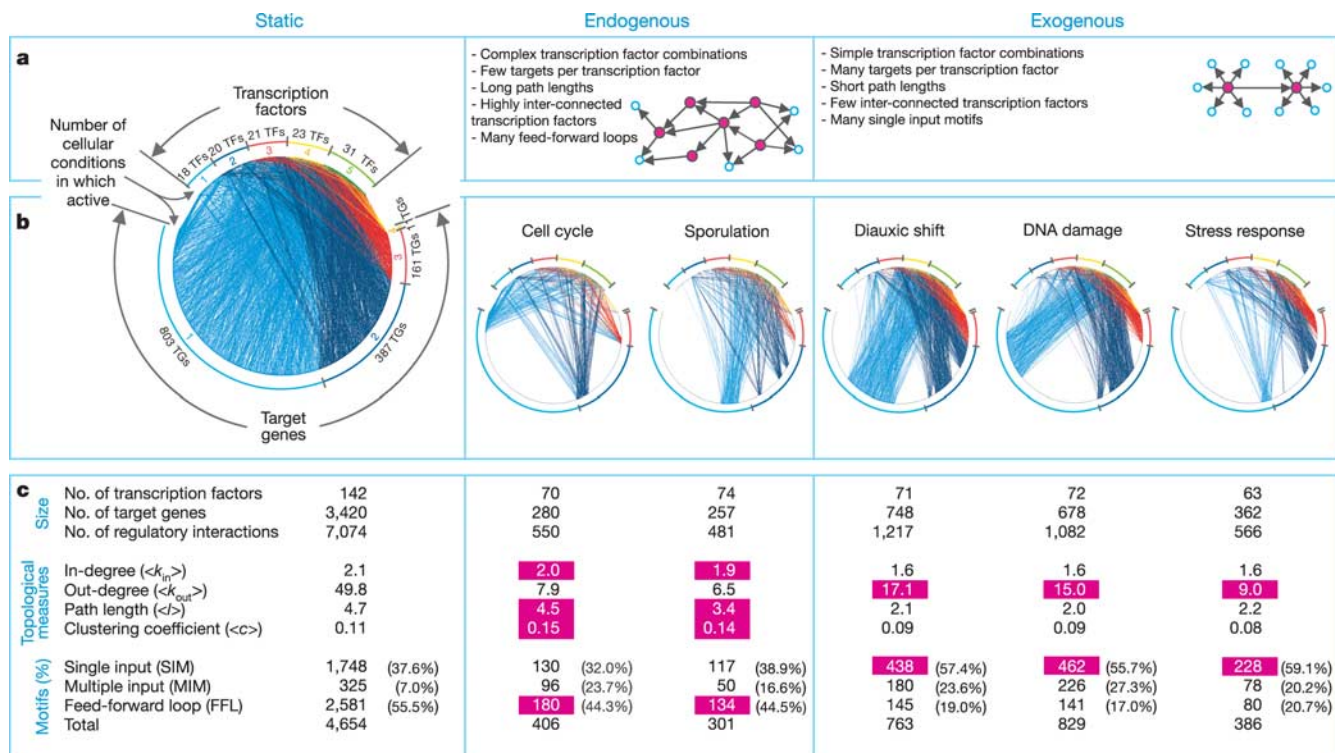 Static Endogenous Exogenous
a
Transcription factors
Number of cellular conditions in which active
18 TFs 20 TFs 21 TFs 23 TFs 31 TFs
1 2 3 4 5
- Complex transcription factor combinations
- Few targets per transcription factor
- Long path lengths
- Highly inter-connected
transcription factors
- Many feed-forward loops
- Simple transcription factor combinations
- Many targets per transcription factor
- Short path lengths
- Few inter-connected transcription factors
- Many single input motifs
b
1 TGs
161 TGs
3
387 TGs
2
803 TGs
1
Target
genes
Cell cycle Sporulation Diauxic shift DNA damage Stress response
c
Size
No. of transcription factors 142 70 74 71 72 63
No. of target genes 3,420 280 257 748 678 362
No. of regulatory interactions 7,074 550 481 1,217 1,082 566
Topological measures
In-degree (<kin>) 2.1 2.0 1.9 1.6 1.6 1.6
Out-degree (<kout>) 49.8 7.9 6.5 17.1 15.0 9.0
Path length (<l>) 4.7 4.5 3.4 2.1 2.0 2.2
Clustering coefficient (<c>) 0.11 0.15 0.14 0.09 0.09 0.08
Motifs (%)
Single input (SIM) 1,748 (37.6%) 130 (32.0%) 117 (38.9%) 438 (57.4%) 462 (55.7%) 228 (59.1%)
Multiple input (MIM) 325 (7.0%) 96 (23.7%) 50 (16.6%) 180 (23.6%) 226 (27.3%) 78 (20.2%)
Feed-forward loop (FFL) 2,581 (55.5%) 180 (44.3%) 134 (44.5%) 145 (19.0%) 141 (17.0%) 80 (20.7%)
Total 4,654 406 301 763 829 386